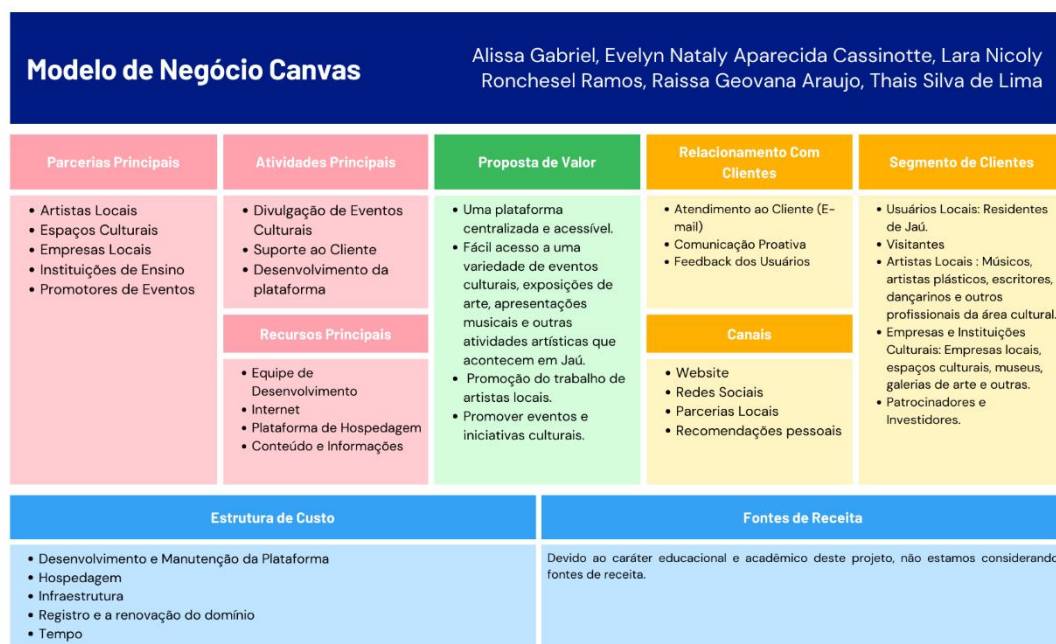 Modelo de Negócio Canvas
Alissa Gabriel, Evelyn Nataly Aparecida Cassinotte, Lara Nicoly
Ronchesel Ramos, Raissa Geovana Araujo, Thais Silva de Lima
Parcerias Principais
• Artistas Locais
• Espaços Culturais
• Empresas Locais
• Instituições de Ensino
• Promotores de Eventos
Atividades Principais
• Divulgação de Eventos
Culturais
• Suporte ao Cliente
• Desenvolvimento da
plataforma
Recursos Principais
• Equipe de
Desenvolvimento
• Internet
• Plataforma de Hospedagem
• Conteúdo e Informações
Proposta de Valor
• Uma plataforma
centralizada e acessível.
• Fácil acesso a uma
variedade de eventos
culturais, exposições de
arte, apresentações
musicais e outras
atividades artísticas que
acontecem em Jaú.
• Promoção do trabalho de
artistas locais.
• Promover eventos e
iniciativas culturais.
Relacionamento Com
Clientes
• Atendimento ao Cliente (E-
mail)
• Comunicação Proativa
• Feedback dos Usuários
Canais
• Website
• Redes Sociais
• Parcerias Locais
• Recomendações pessoais
Segmento de Clientes
• Usuários Locais: Residentes
de Jaú.
• Visitantes
• Artistas Locais : Músicos,
artistas plásticos, escritores,
dançarinos e outros
profissionais da área cultural.
• Empresas e Instituições
Culturais: Empresas locais,
espaços culturais, museus,
galerias de arte e outras.
• Patrocinadores e
Investidores.
Estrutura de Custo
• Desenvolvimento e Manutenção da Plataforma
• Hospedagem
• Infraestrutura
• Registro e a renovação do domínio
• Tempo
Fontes de Receita
Devido ao caráter educacional e acadêmico deste projeto, não estamos considerando
fontes de receita.